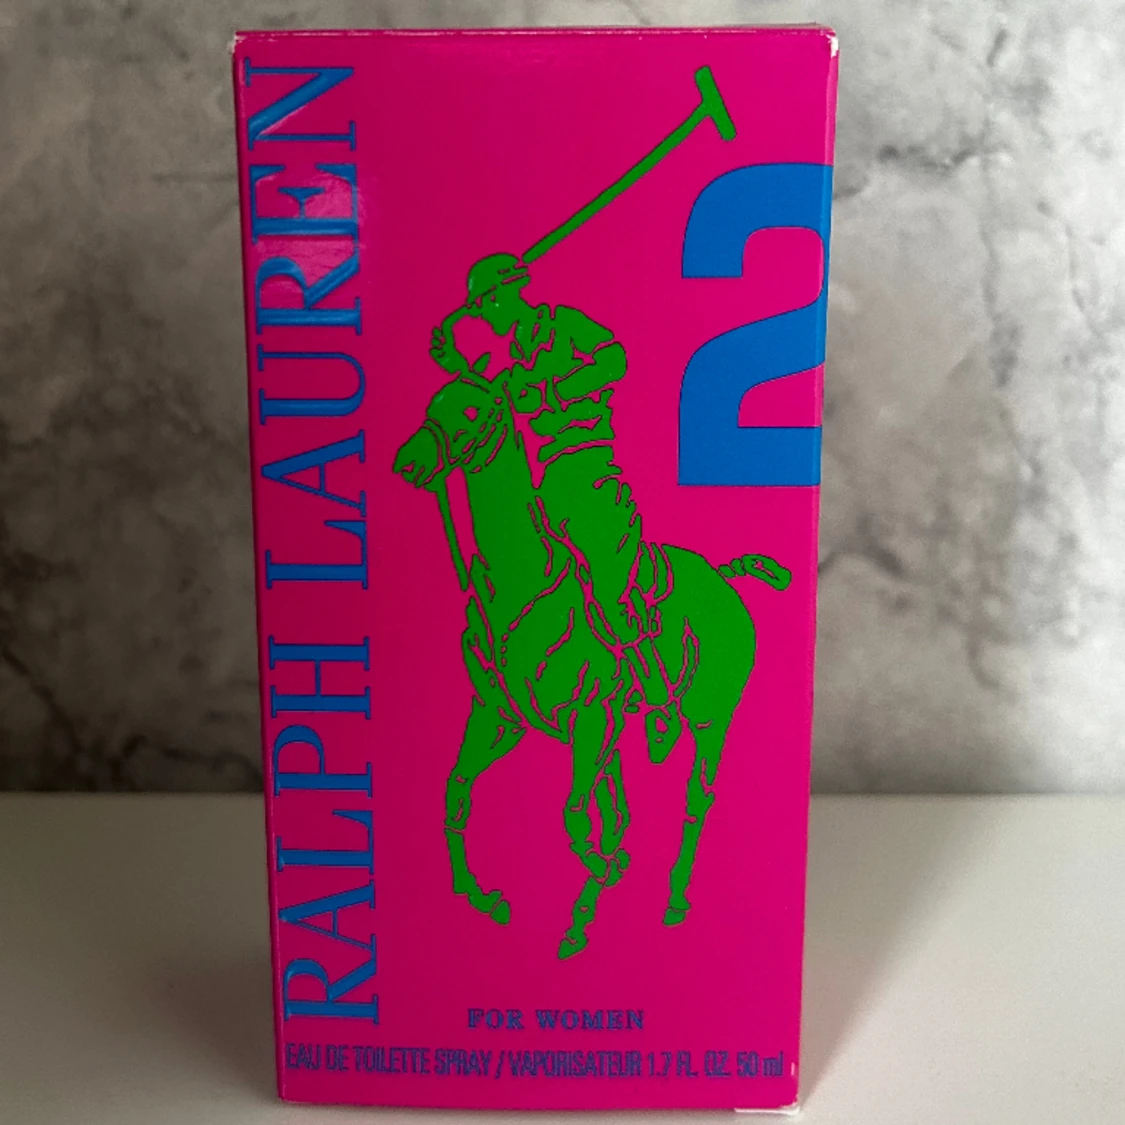 RALPH LAUREN
2
FOR WOMEN
EAU DE TOILETTE SPRAY / VAPORISATEUR 1.7 FL. OZ. 50 ml